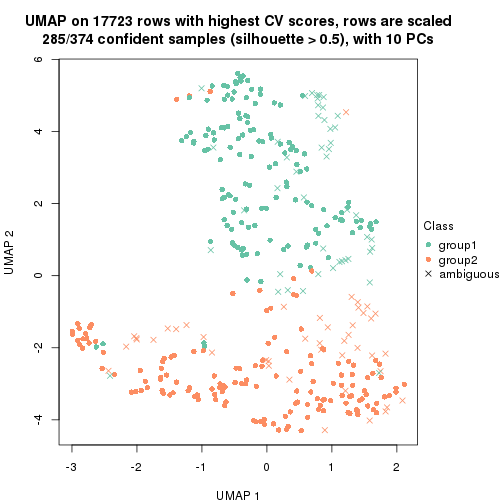 UMAP on 17723 rows with highest CV scores, rows are scaled
285/374 confident samples (silhouette > 0.5), with 10 PCs
6
4
2
0
-2
-4
UMAP 2
-3
-2
-1
0
1
2
UMAP 1
Class
group1
group2
ambiguous